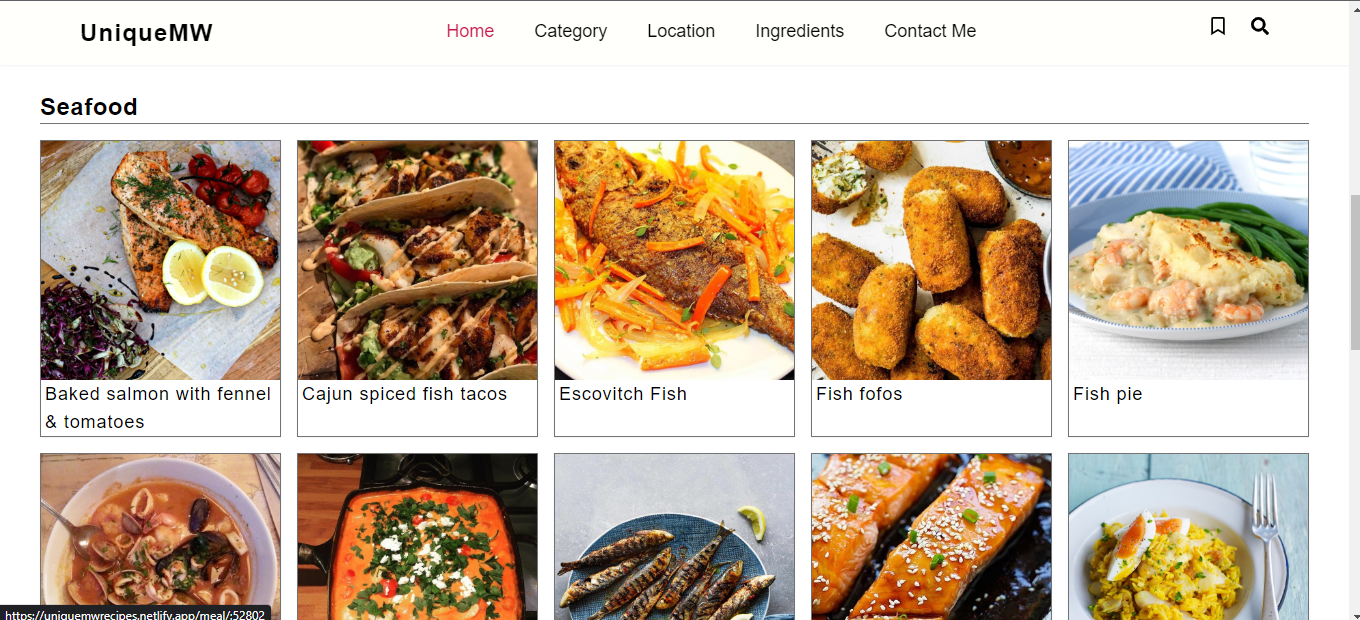 UniqueMW
Home
Category
Location
Ingredients
Contact Me
Seafood
Baked salmon with fennel
& tomatoes
Cajun spiced fish tacos
Escovitch Fish
Fish fofos
Fish pie
https://uniquemwrecipes.netlify.app/meal/:52802